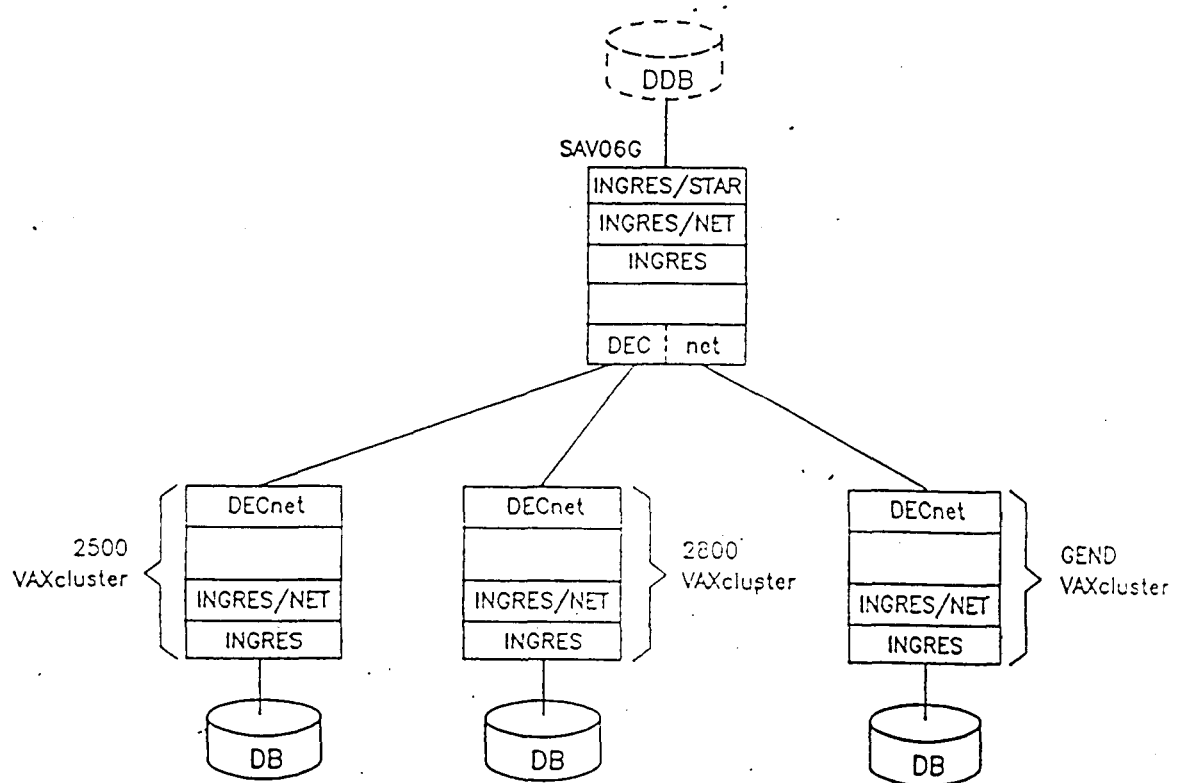 DDB
SAV06G
INGRES/STAR
INGRES/NET
INGRES
DEC net
2500
VAXcluster
DECnet
INGRES/NET
INGRES
DB
DECnet
INGRES/NET
INGRES
DB
2800
VAXcluster
DECnet
INGRES/NET
INGRES
DB
GEND
VAXcluster